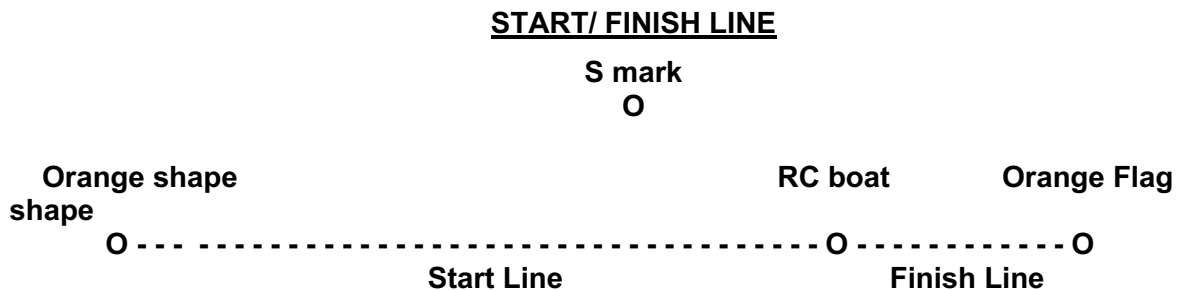 START/ FINISH LINE
S mark
O
Orange shape RC boat Orange Flag
shape
O - - - - - - - - - - - - - - - - - - - - - - - - - - - - - - - - - - - - - O - - - - - - - - - - - - O
Start Line Finish Line